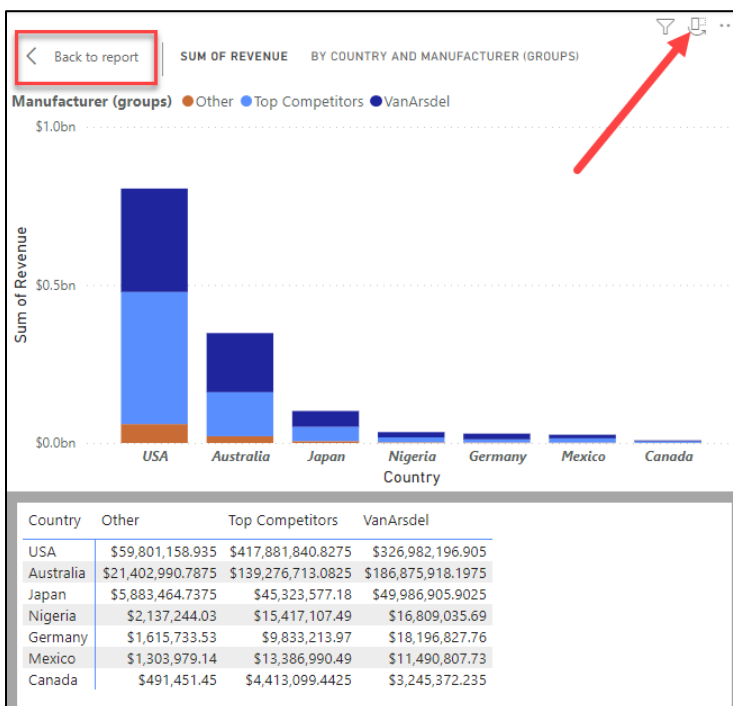 Back to report
SUM OF REVENUE BY COUNTRY AND MANUFACTURER (GROUPS)
Manufacturer (groups) Other Top Competitors VanArsdel
$1.0bn
$0.5bn
$0.0bn
Sum of Revenue
USA Australia Japan Nigeria Germany Mexico Canada
Country
Country Other Top Competitors VanArsdel
USA $59,801,158.935 $417,881,840.8275 $326,982,196.905
Australia $21,402,990.7875 $139,276,713.0825 $186,875,918.1975
Japan $5,883,464.7375 $45,323,577.18 $49,986,905.9025
Nigeria $2,137,244.03 $15,417,107.49 $16,809,035.69
Germany $1,615,733.53 $9,833,213.97 $18,196,827.76
Mexico $1,303,979.14 $13,386,990.49 $11,490,807.73
Canada $491,451.45 $4,413,099.4425 $3,245,372.235